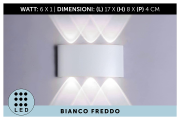 WATT: 6 X 1 | DIMENSIONI: (L) 17 X (H) 8 X (P) 4 CM
LED
BIANCO FREDDO